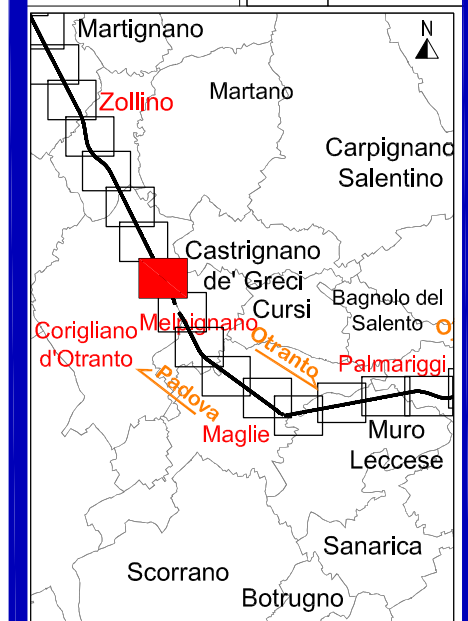 Martignano
N
Zollino
Martano
Carpignano
Salentino
Castrignano
de' Greci
Cursi
Bagnolo del
Salento
O
Corigliano
d'Otranto
Melpignano
Otranto
Palmariggi
Padova
Maglie
Muro
Leccese
Sanarica
Scorrano
Botrugno